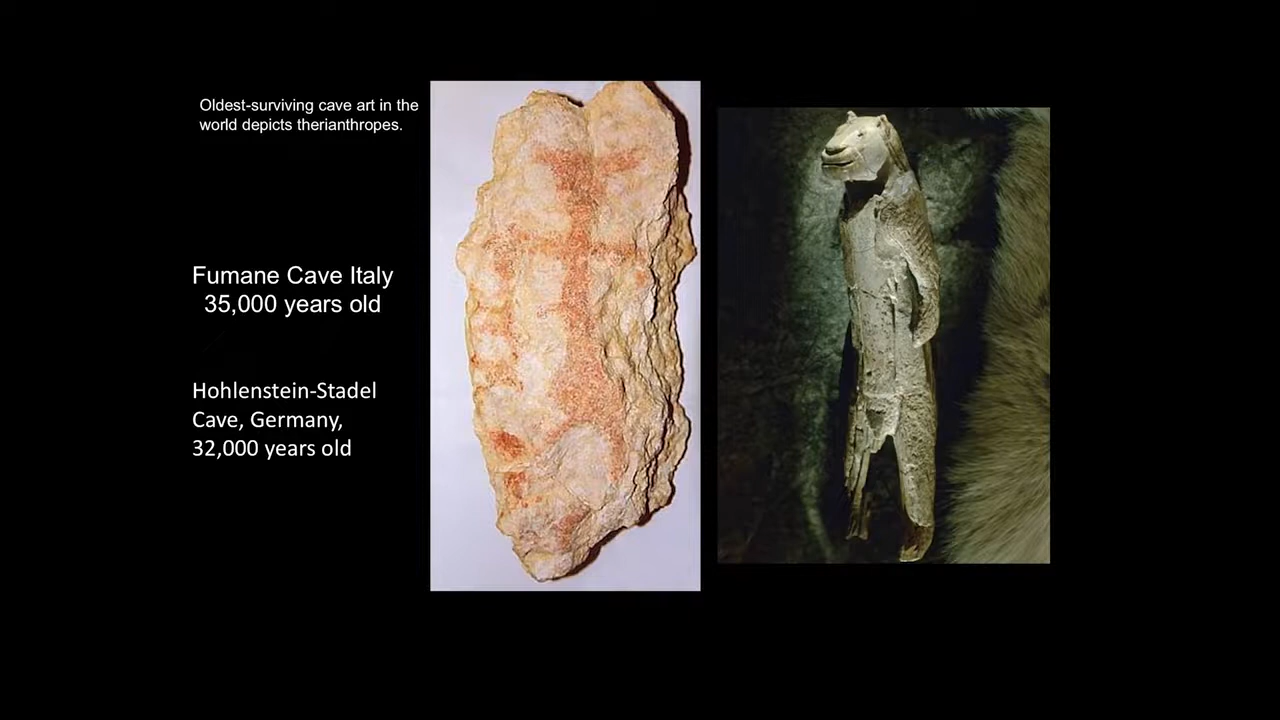 Oldest-surviving cave art in the
world depicts therianthropes.
Fumane Cave Italy
35,000 years old
Hohlenstein-Stadel
Cave, Germany,
32,000 years old